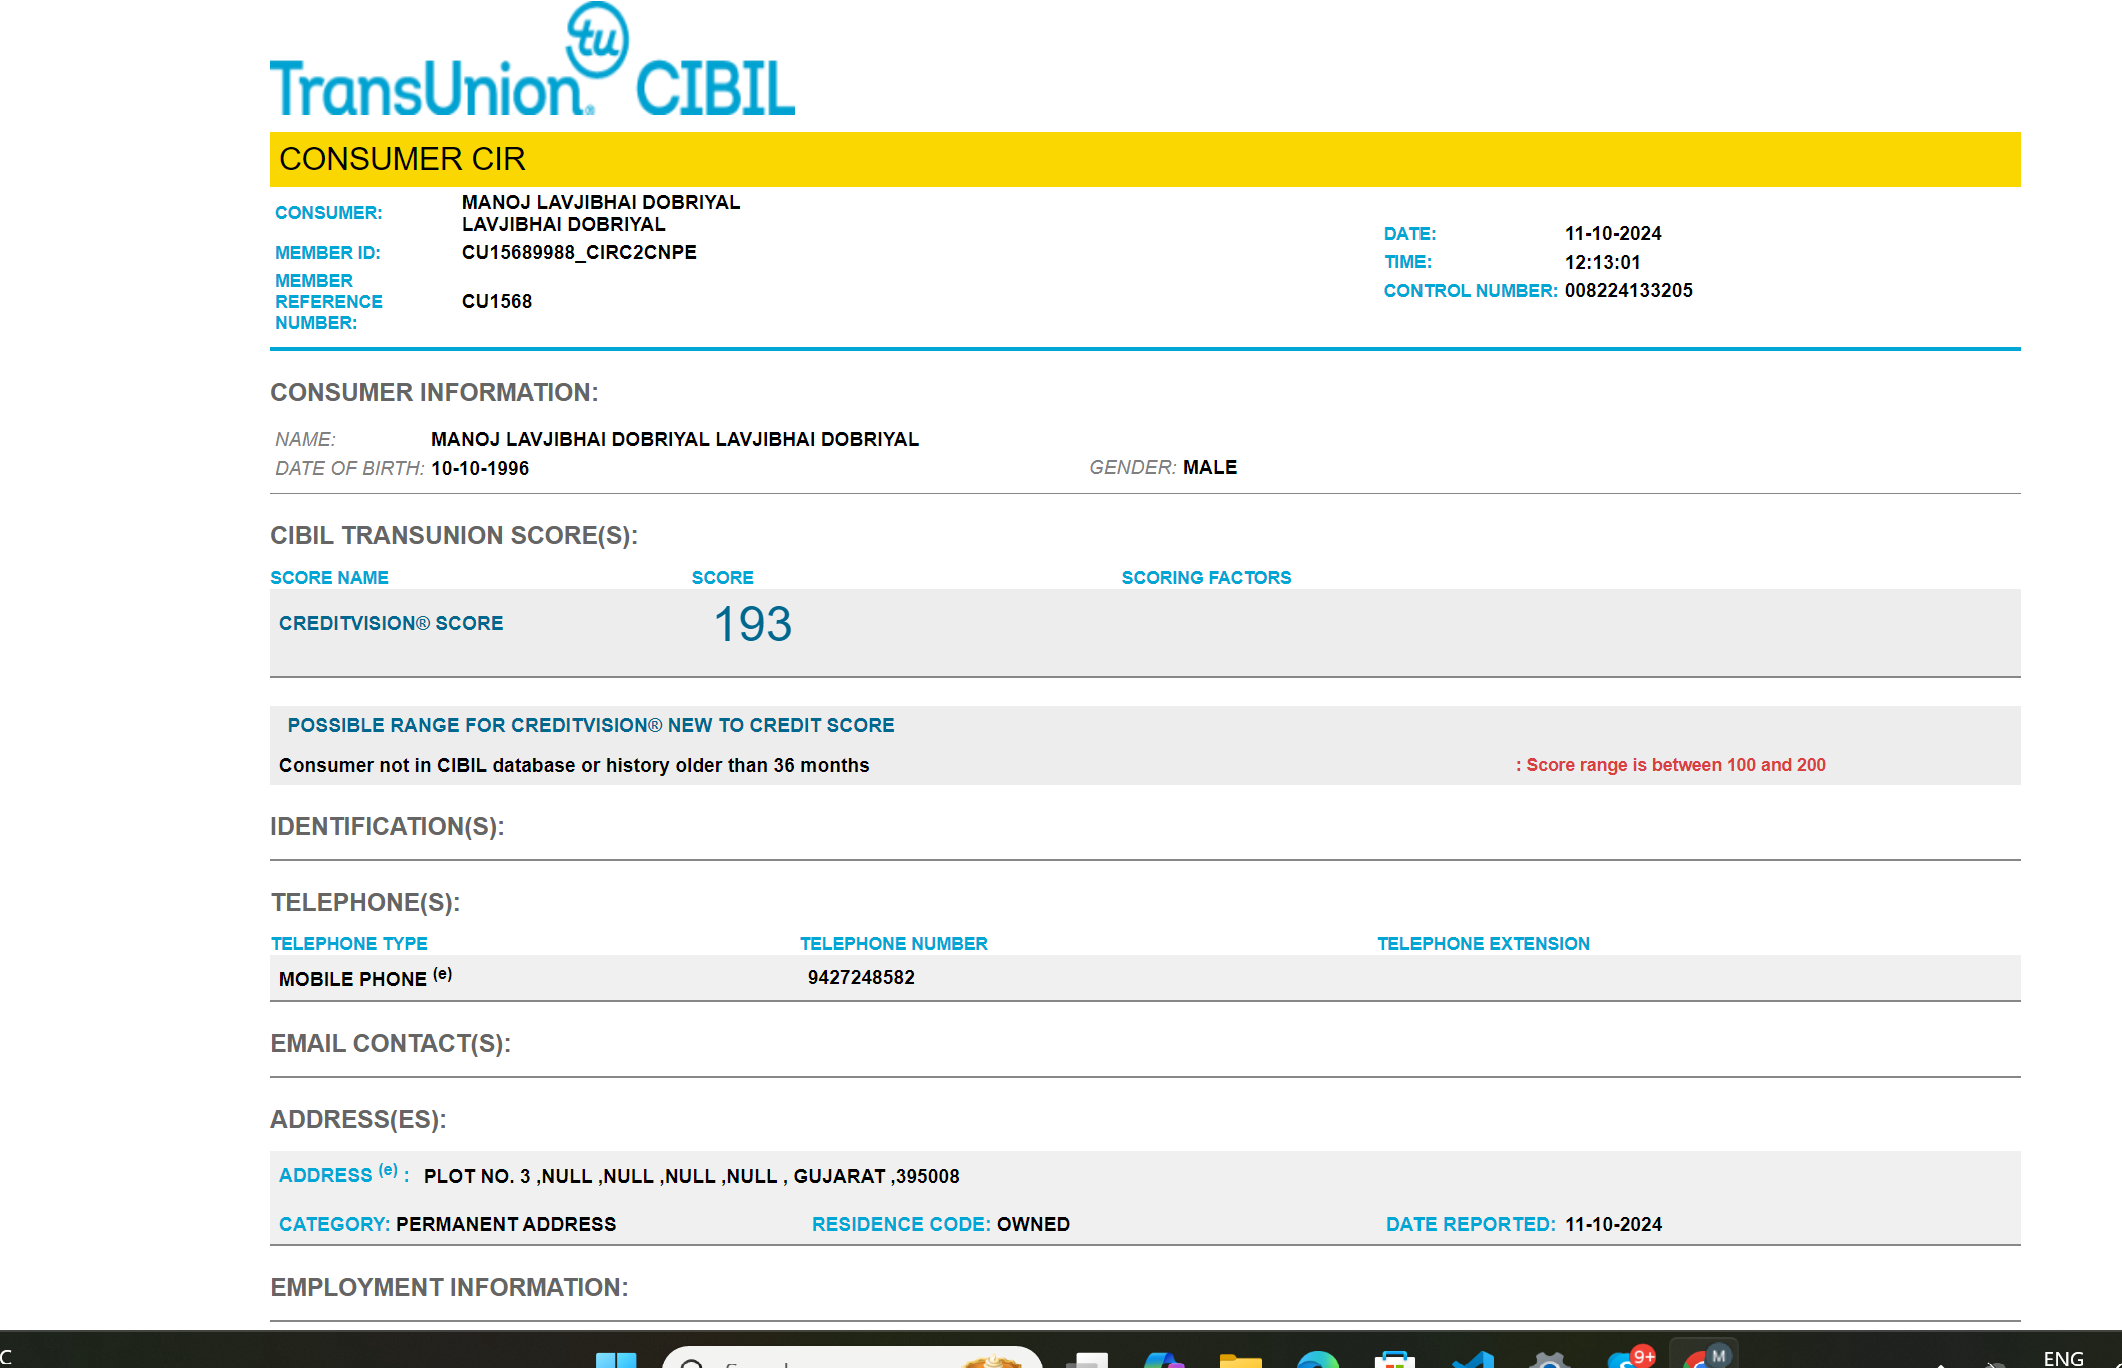 tu
TransUnion® CIBIL
CONSUMER CIR
CONSUMER: MANOJ LAVJIBHAI DOBRIYAL
LAVJIBHAI DOBRIYAL
MEMBER ID: CU15689988_CIRC2CNPE
MEMBER
REFERENCE
NUMBER: CU1568
DATE: 11-10-2024
TIME: 12:13:01
CONTROL NUMBER: 008224133205
CONSUMER INFORMATION:
NAME: MANOJ LAVJIBHAI DOBRIYAL LAVJIBHAI DOBRIYAL
DATE OF BIRTH: 10-10-1996 GENDER: MALE
CIBIL TRANSUNION SCORE(S):
SCORE NAME SCORE SCORING FACTORS
CREDITVISION® SCORE 193
POSSIBLE RANGE FOR CREDITVISION® NEW TO CREDIT SCORE
Consumer not in CIBIL database or history older than 36 months : Score range is between 100 and 200
IDENTIFICATION(S):
TELEPHONE(S):
TELEPHONE TYPE TELEPHONE NUMBER TELEPHONE EXTENSION
MOBILE PHONE (e) 9427248582
EMAIL CONTACT(S):
ADDRESS(ES):
ADDRESS (e) : PLOT NO. 3 ,NULL ,NULL ,NULL ,NULL , GUJARAT ,395008
CATEGORY: PERMANENT ADDRESS RESIDENCE CODE: OWNED DATE REPORTED: 11-10-2024
EMPLOYMENT INFORMATION:
C 9+ M ENG